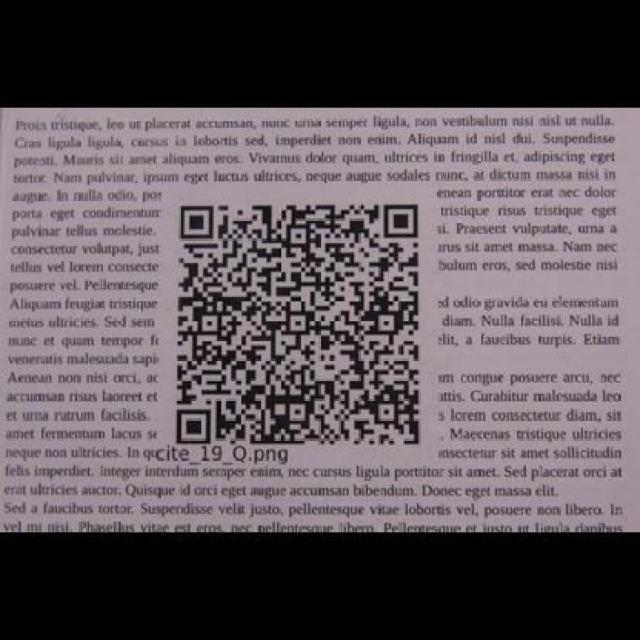 Proin tristique, leo ut placerat accumsan, nunc urna semper ligula, non vestibulum nisi nisl ut nulla.
Cras ligula ligula, cursus in lobortis sed, imperdiet non enim. Aliquam id nisl dui. Suspendisse
potenti. Mauris sit amet aliquam eros. Vivamus dolor quam, ultrices in fringilla et, adipiscing eget
tortor. Nam pulvinar, ipsum eget luctus ultrices, neque augue sodales nunc, at dictum massa nisi in
augue. In nulla odio, por enean porttitor erat nec dolor
porta eget condimentum tristique risus tristique eget
pulvinar tellus molestie. si. Praesent vulputate, urna a
consectetur volutpat, just rus sit amet massa. Nam nec
tellus vel lorem consecte bulum eros, sed molestie nisi
posuere vel. Pellentesque
Aliquam feugiat tristique ed odio gravida eu elementum
metus ultricies. Sed sem diam. Nulla facilisi. Nulla id
nunc et quam tempor fe elit, a faucibus turpis. Etiam
venenatis malesuada sapi
Aenean non nisi orci, ac um congue posuere arcu, nec
accumsan risus laoreet et ttis. Curabitur malesuada leo
et urna rutrum facilisis. s lorem consectetur diam, sit
amet fermentum lacus se . Maecenas tristique ultricies
neque non ultricies. In qu cite_19_Q.png nsectetur sit amet sollicitudin
felis imperdiet. Integer interdum semper enim, nec cursus ligula porttitor sit amet. Sed placerat orci at
erat ultricies auctor. Quisque id orci eget augue accumsan bibendum. Donec eget massa elit.
Sed a faucibus tortor. Suspendisse velit justo, pellentesque vitae lobortis vel, posuere non libero. In
vel mi nisi. Phasellus vitae est eros, nec pellentesque libero. Pellentesque et justo ut ligula dapibus